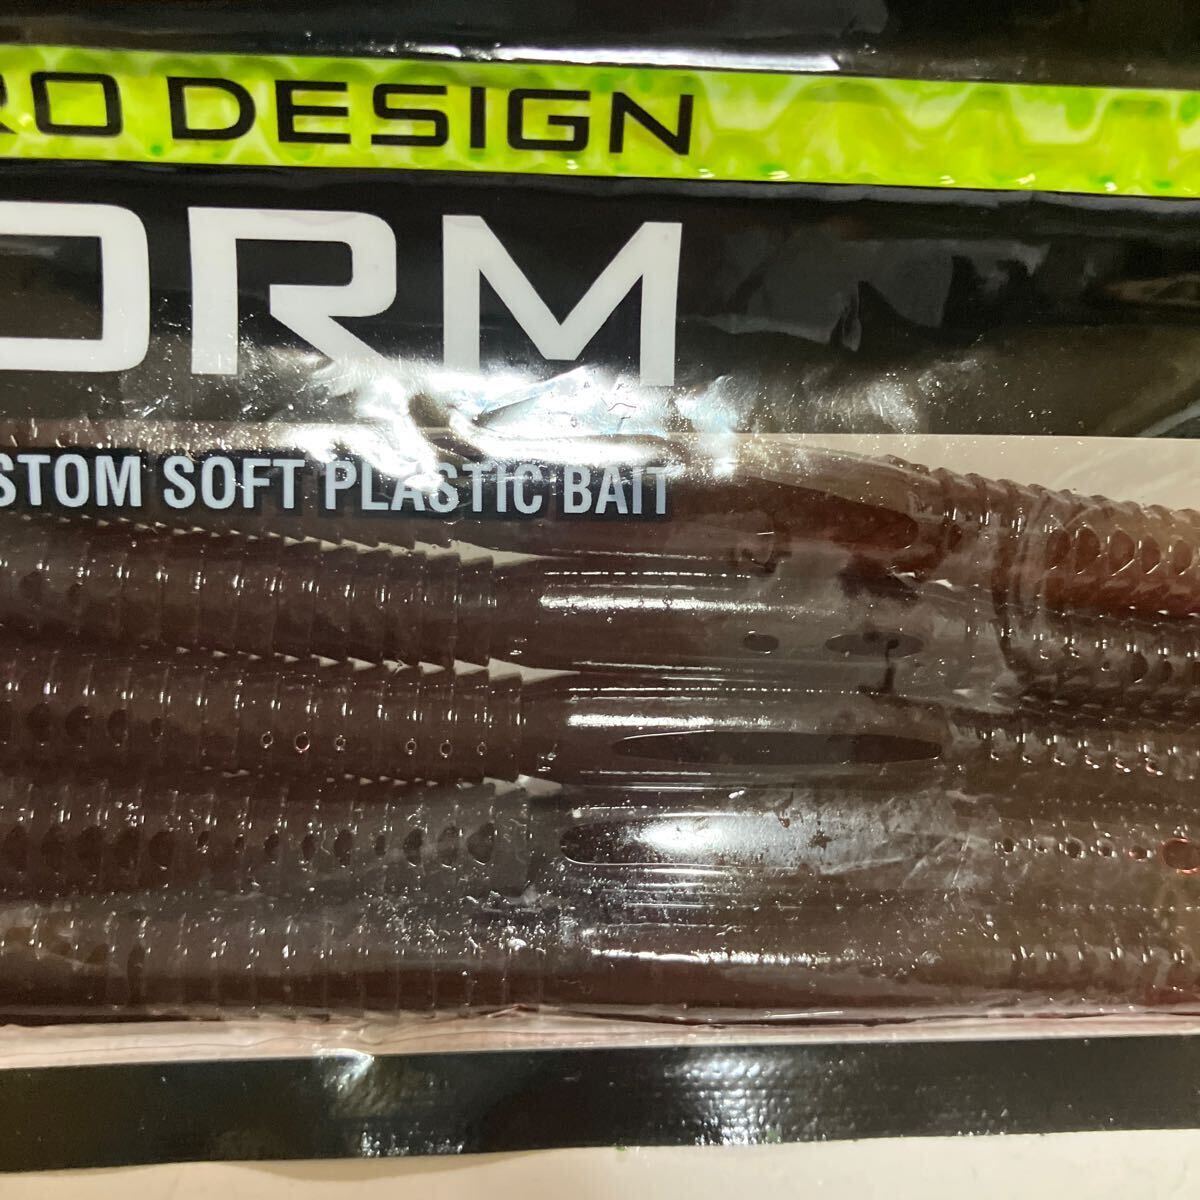 RO DESIGN
ORM
STOM SOFT PLASTIC BAIT